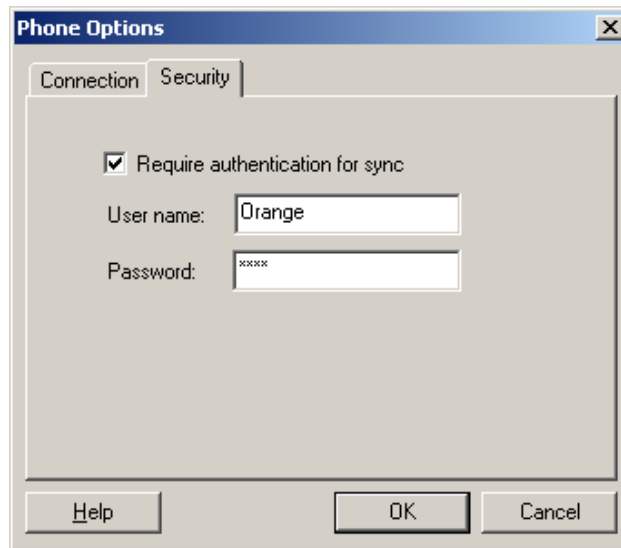 Phone Options
Connection Security
Require authentication for sync
User name: Orange
Password: ****
Help OK Cancel